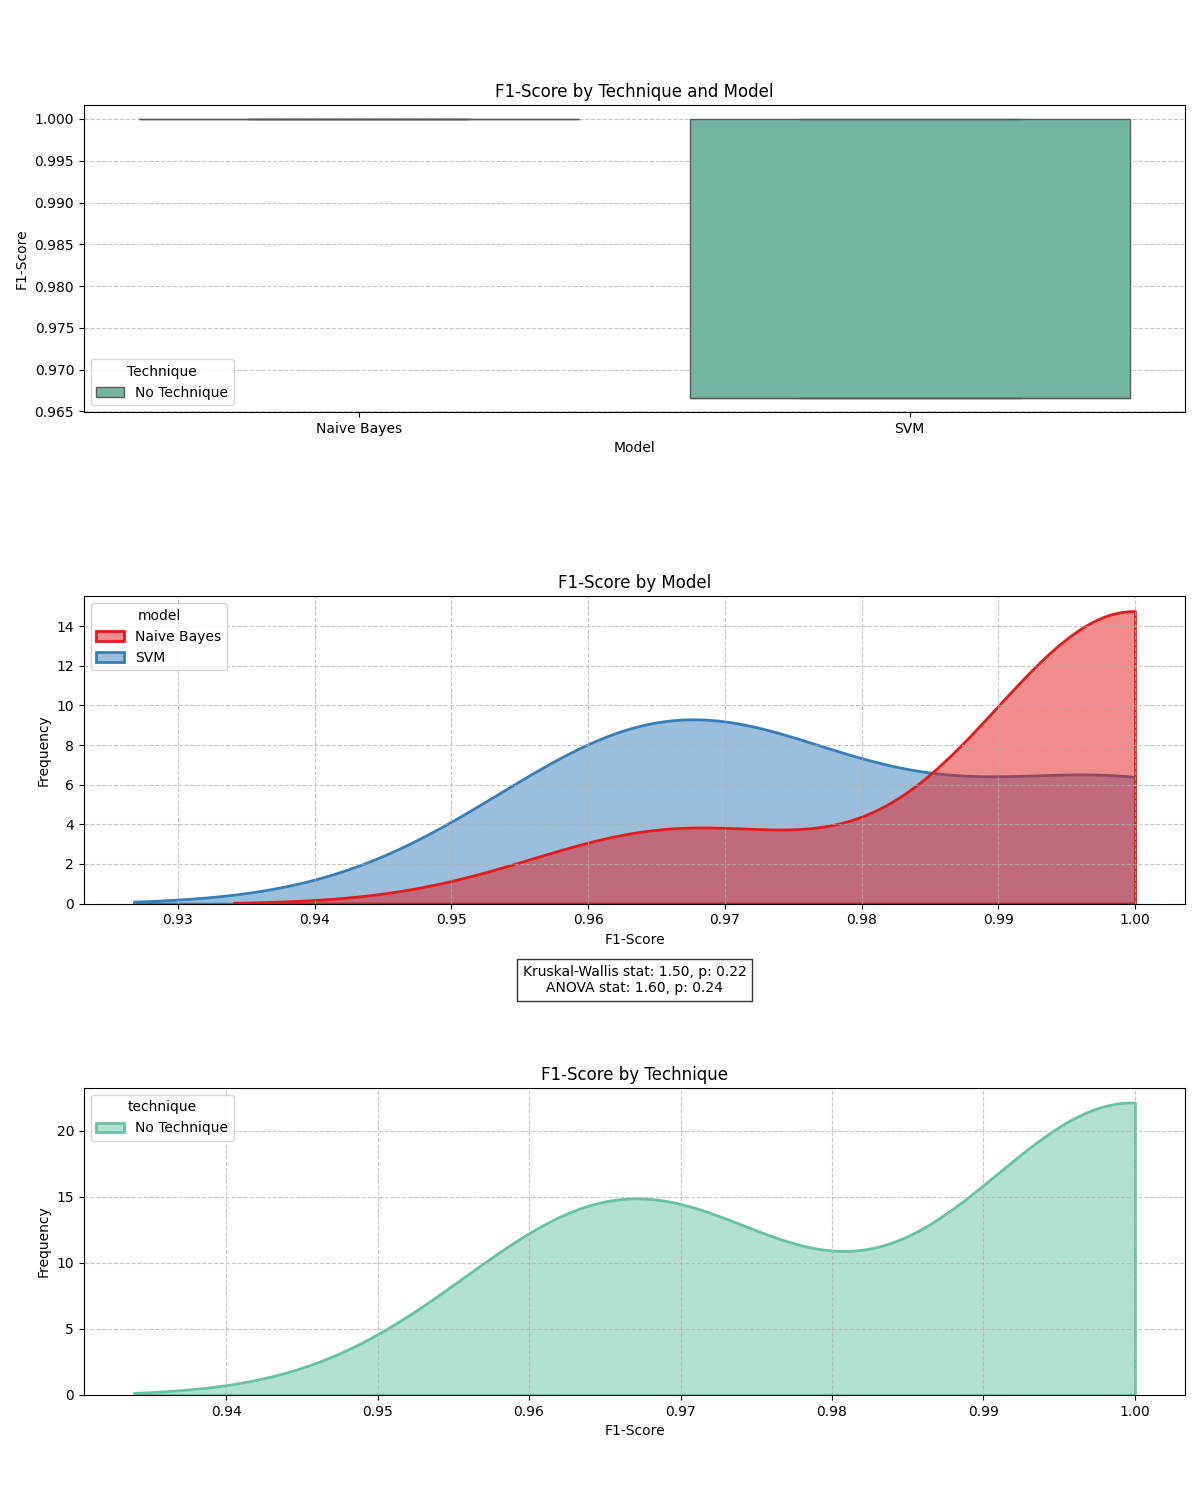 F1-Score by Technique and Model
F1-Score
1.000
0.995
0.990
0.985
0.980
0.975
0.970
0.965
Technique
No Technique
Naive Bayes SVM
Model
F1-Score by Model
Frequency
14
12
10
8
6
4
2
0
model
Naive Bayes
SVM
0.93 0.94 0.95 0.96 0.97 0.98 0.99 1.00
F1-Score
Kruskal-Wallis stat: 1.50, p: 0.22
ANOVA stat: 1.60, p: 0.24
F1-Score by Technique
Frequency
20
15
10
5
0
technique
No Technique
0.94 0.95 0.96 0.97 0.98 0.99 1.00
F1-Score